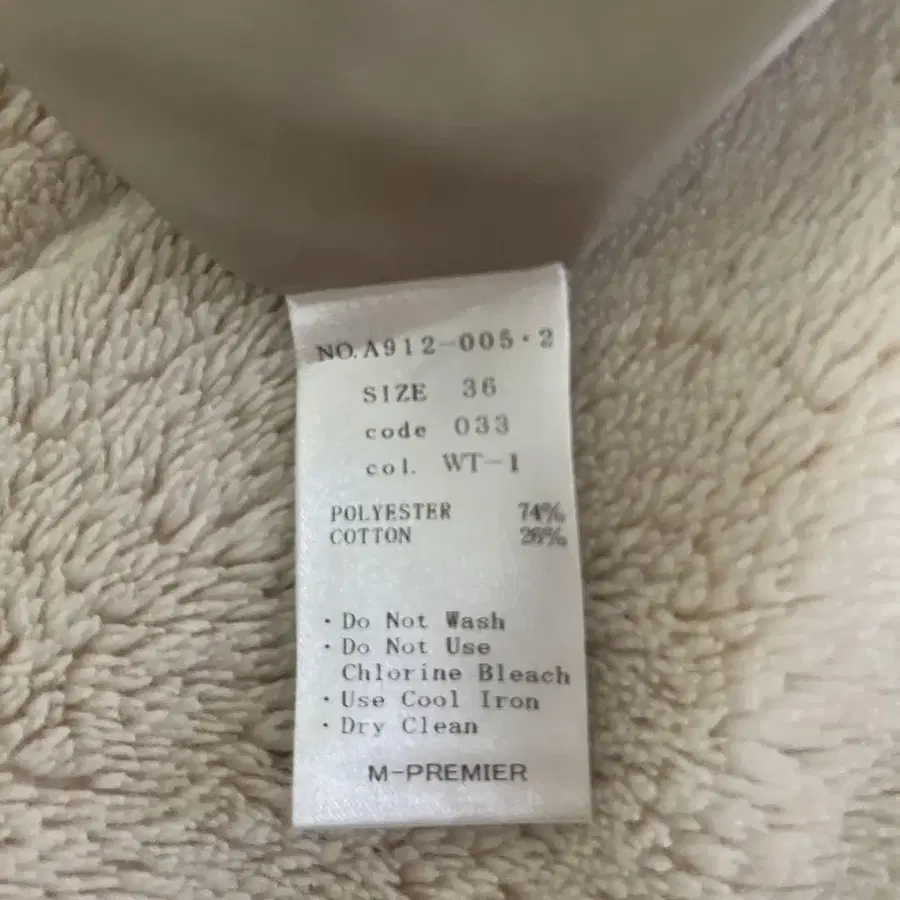 NO. A912-005・2
SIZE 36
code 033
col. WT-1
POLYESTER 74%
COTTON 26%
・Do Not Wash
・Do Not Use
Chlorine Bleach
・Use Cool Iron
・Dry Clean
M-PREMIER